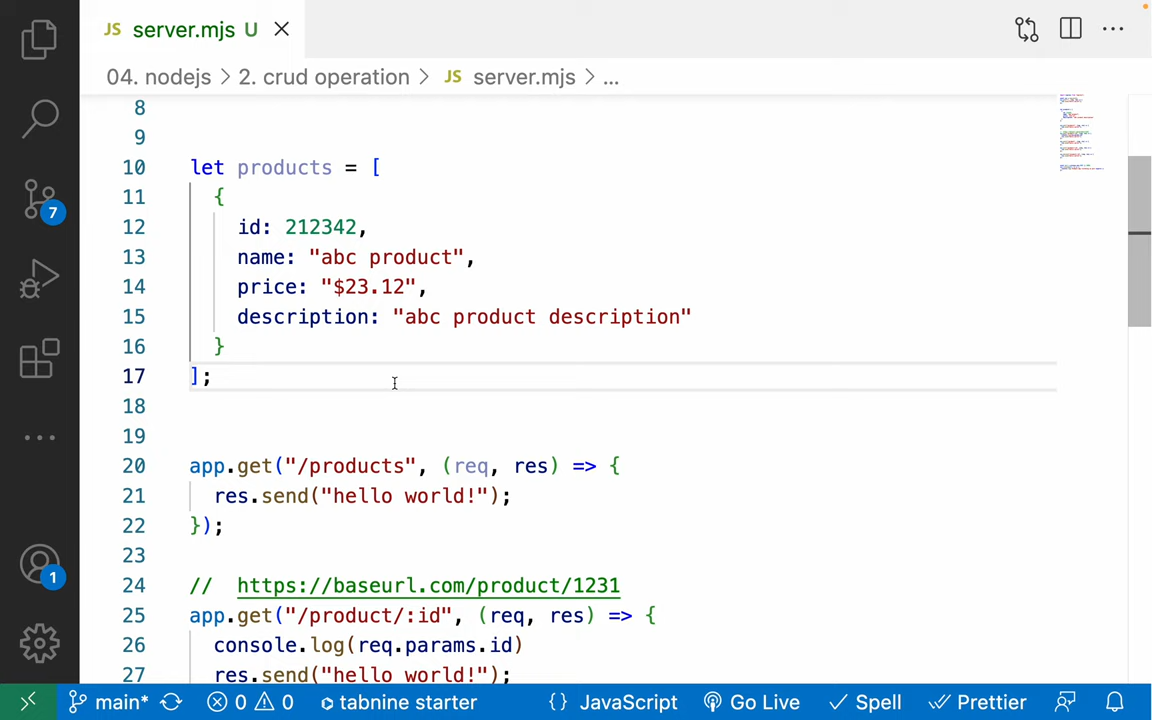 JS server.mjs U
04. nodejs > 2. crud operation > JS server.mjs > ...
8
9
10 let products = [
11 {
12 id: 212342,
13 name: "abc product",
14 price: "$23.12",
15 description: "abc product description"
16 }
17 ];
18
19
20 app.get("/products", (req, res) => {
21 res.send("hello world!");
22 });
23
24 // https://baseurl.com/product/1231
25 app.get("/product/:id", (req, res) => {
26 console.log(req.params.id)
27 res.send("hello world!");
7
1
main* 0 0 tabnine starter {} JavaScript Go Live Spell Prettier